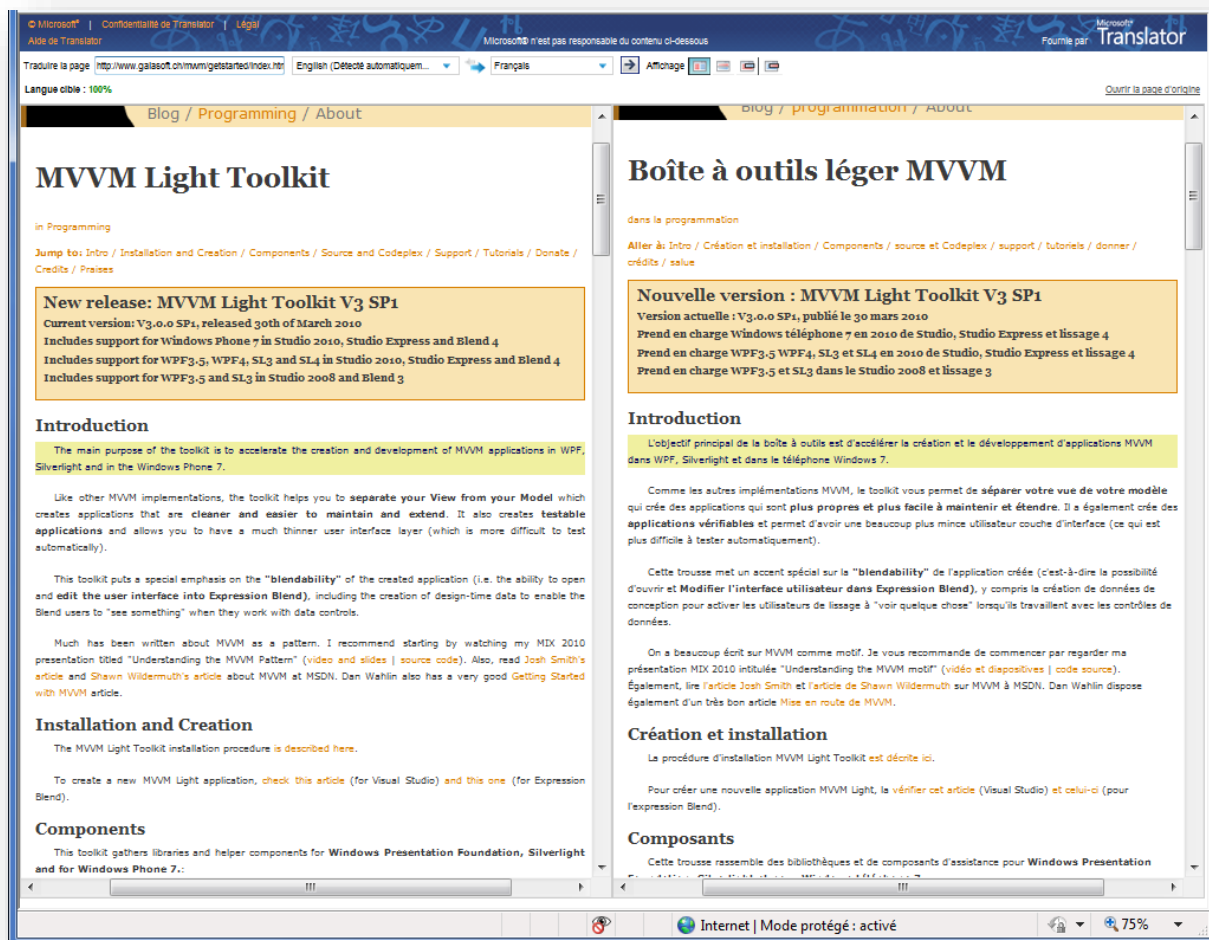 © Microsoft® | Confidentialité de Translator | Légal
Aide de Translator
Microsoft® n'est pas responsable du contenu ci-dessous
Fournie par Microsoft® Translator
Traduire la page http://www.galasoft.ch/mvvm/getstarted/index.htm English (Détecté automatiquem... Français Affichage
Langue cible : 100%
Ouvrir la page d'origine
Blog / Programming / About
MVVM Light Toolkit
in Programming
Jump to: Intro / Installation and Creation / Components / Source and Codeplex / Support / Tutorials / Donate /
Credits / Praises
New release: MVVM Light Toolkit V3 SP1
Current version: V3.0.0 SP1, released 30th of March 2010
Includes support for Windows Phone 7 in Studio 2010, Studio Express and Blend 4
Includes support for WPF3.5, WPF4, SL3 and SL4 in Studio 2010, Studio Express and Blend 4
Includes support for WPF3.5 and SL3 in Studio 2008 and Blend 3
Introduction
The main purpose of the toolkit is to accelerate the creation and development of MVVM applications in WPF,
Silverlight and in the Windows Phone 7.
Like other MVVM implementations, the toolkit helps you to separate your View from your Model which
creates applications that are cleaner and easier to maintain and extend. It also creates testable
applications and allows you to have a much thinner user interface layer (which is more difficult to test
automatically).
This toolkit puts a special emphasis on the "blendability" of the created application (i.e. the ability to open
and edit the user interface into Expression Blend), including the creation of design-time data to enable the
Blend users to "see something" when they work with data controls.
Much has been written about MVVM as a pattern. I recommend starting by watching my MIX 2010
presentation titled "Understanding the MVVM Pattern" (video and slides | source code). Also, read Josh Smith's
article and Shawn Wildermuth's article about MVVM at MSDN. Dan Wahlin also has a very good Getting Started
with MVVM article.
Installation and Creation
The MVVM Light Toolkit installation procedure is described here.
To create a new MVVM Light application, check this article (for Visual Studio) and this one (for Expression
Blend).
Components
This toolkit gathers libraries and helper components for Windows Presentation Foundation, Silverlight
and for Windows Phone 7.:
Blog / programmation / About
Boîte à outils léger MVVM
dans la programmation
Aller à: Intro / Création et installation / Components / source et Codeplex / support / tutoriels / donner /
crédits / salue
Nouvelle version : MVVM Light Toolkit V3 SP1
Version actuelle : V3.0.0 SP1, publié le 30 mars 2010
Prend en charge Windows téléphone 7 en 2010 de Studio, Studio Express et lissage 4
Prend en charge WPF3.5 WPF4, SL3 et SL4 en 2010 de Studio, Studio Express et lissage 4
Prend en charge WPF3.5 et SL3 dans le Studio 2008 et lissage 3
Introduction
L'objectif principal de la boîte à outils est d'accélérer la création et le développement d'applications MVVM
dans WPF, Silverlight et dans le téléphone Windows 7.
Comme les autres implémentations MVVM, le toolkit vous permet de séparer votre vue de votre modèle
qui crée des applications qui sont plus propres et plus facile à maintenir et étendre. Il a également crée des
applications vérifiables et permet d'avoir une beaucoup plus mince utilisateur couche d'interface (ce qui est
plus difficile à tester automatiquement).
Cette trousse met un accent spécial sur la "blendability" de l'application créée (c'est-à-dire la possibilité
d'ouvrir et Modifier l'interface utilisateur dans Expression Blend), y compris la création de données de
conception pour activer les utilisateurs de lissage à "voir quelque chose" lorsqu'ils travaillent avec les contrôles de
données.
On a beaucoup écrit sur MVVM comme motif. Je vous recommande de commencer par regarder ma
présentation MIX 2010 intitulée "Understanding the MVVM motif" (vidéo et diapositives | code source).
Également, lire l'article Josh Smith et l'article de Shawn Wildermuth sur MVVM à MSDN. Dan Wahlin dispose
également d'un très bon article Mise en route de MVVM.
Création et installation
La procédure d'installation MVVM Light Toolkit est décrite ici.
Pour créer une nouvelle application MVVM Light, la vérifier cet article (Visual Studio) et celui-ci (pour
l'expression Blend).
Composants
Cette trousse rassemble des bibliothèques et de composants d'assistance pour Windows Presentation
Internet | Mode protégé : activé
75%